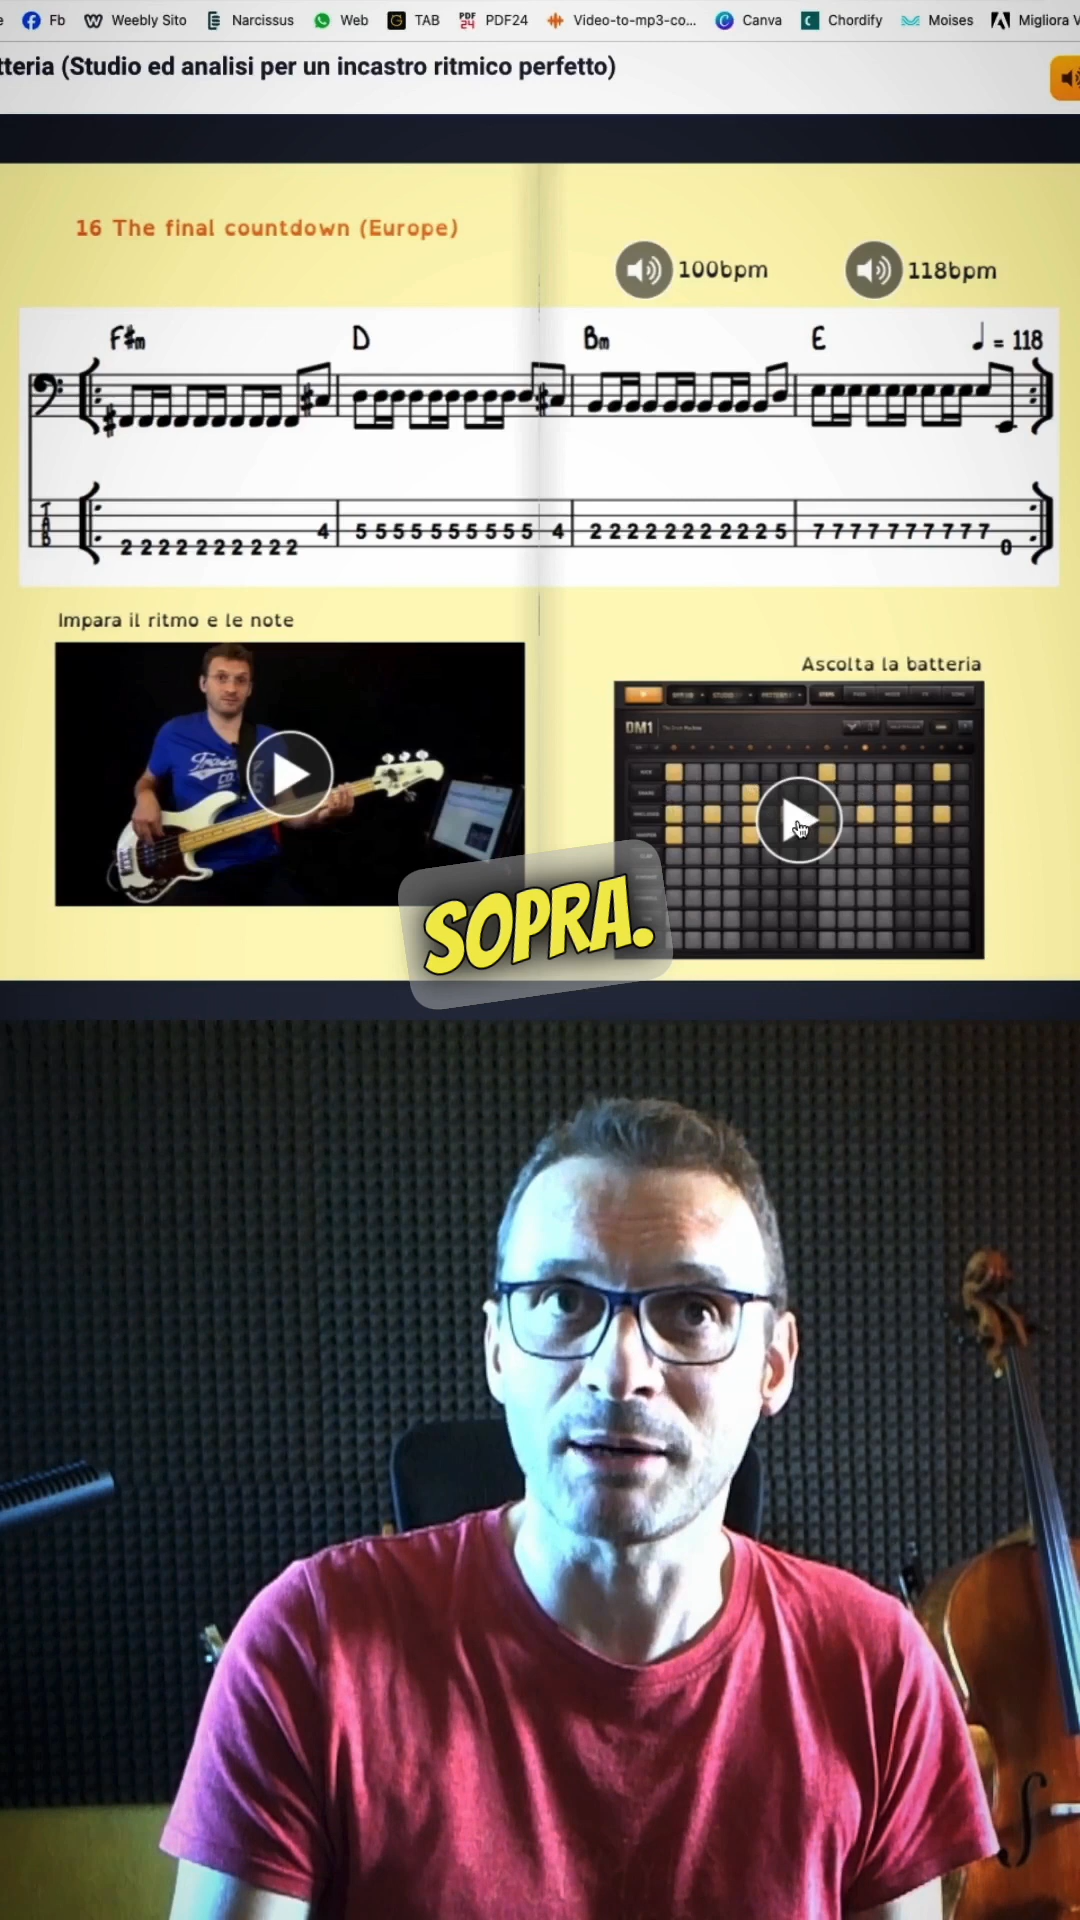 Fb Weebly Sito Narcissus Web TAB PDF24 Video-to-mp3-co... Canva Chordify Moises Migliora V
tteria (Studio ed analisi per un incastro ritmico perfetto)
16 The final countdown (Europe)
100bpm 118bpm
F#m D Bm E ♩ = 118
TAB
4 5 5 5 5 5 5 5 5 5 5 4 2 2 2 2 2 2 2 2 2 2 5 7 7 7 7 7 7 7 7 7 7
2 2 2 2 2 2 2 2 2 2 0
Impara il ritmo e le note
Ascolta la batteria
DM1
SOPRA.